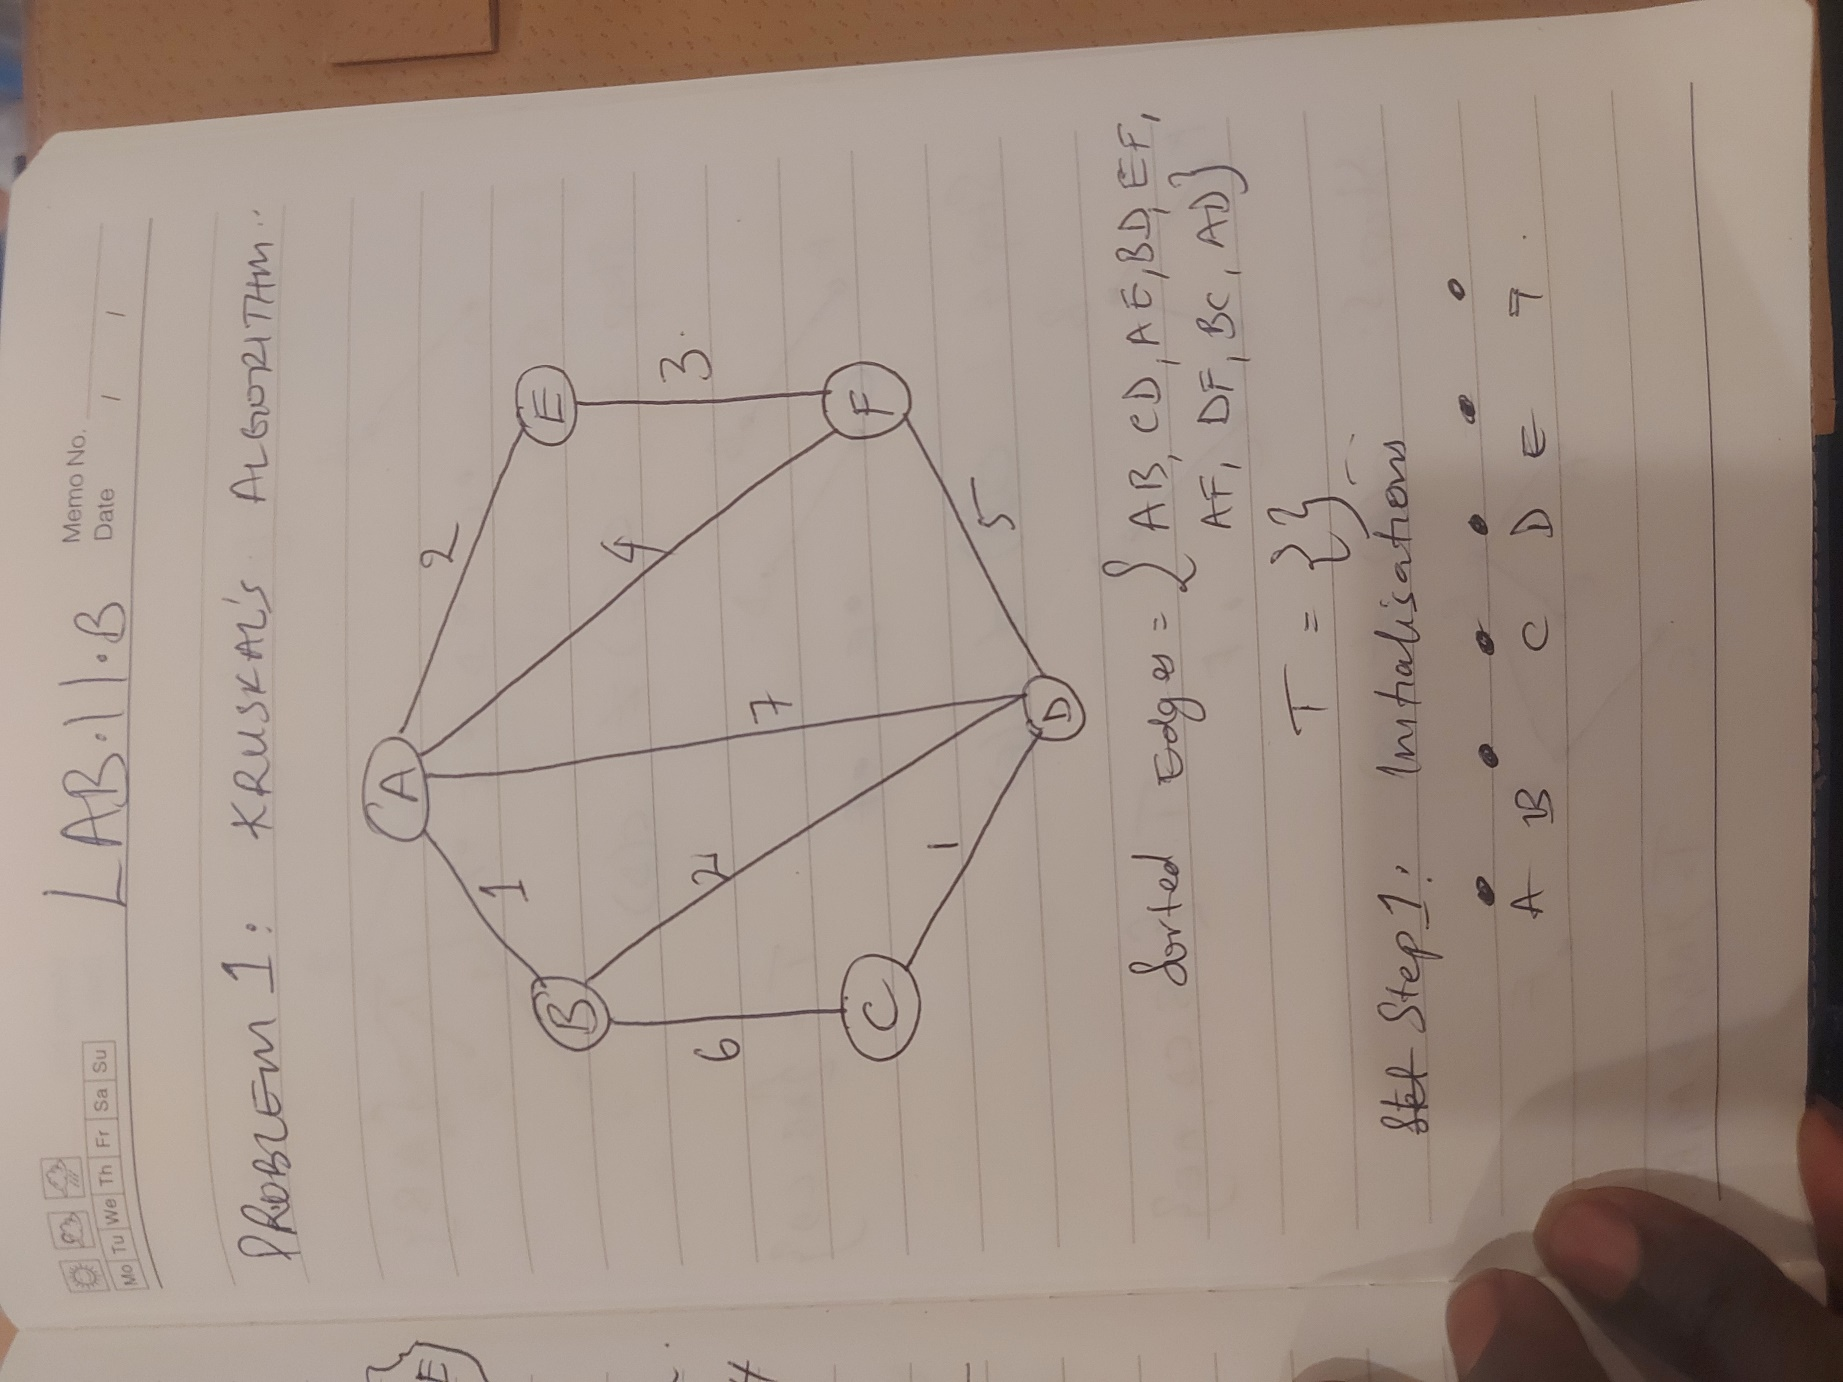 Memo No.
Mo Tu We Th Fr Sa Su
Date / /
LAB.11.B
PROBLEM 1: KRUSKAL'S ALGORITHM.
A
1
2
B
E
4
2
7
6
3.
C
F
1
5
D
Sorted Edges = { AB, CD, AE, BD, EF,
AF, DF, BC, AD}
T = { }
Step 1: Initialisations
A B C D E F
E